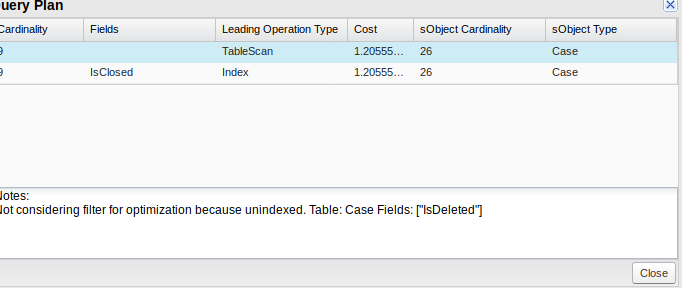 uery Plan
Cardinality Fields Leading Operation Type Cost sObject Cardinality sObject Type
9 TableScan 1.20555... 26 Case
9 IsClosed Index 1.20555... 26 Case
Notes:
Not considering filter for optimization because unindexed. Table: Case Fields: ["IsDeleted"]
Close